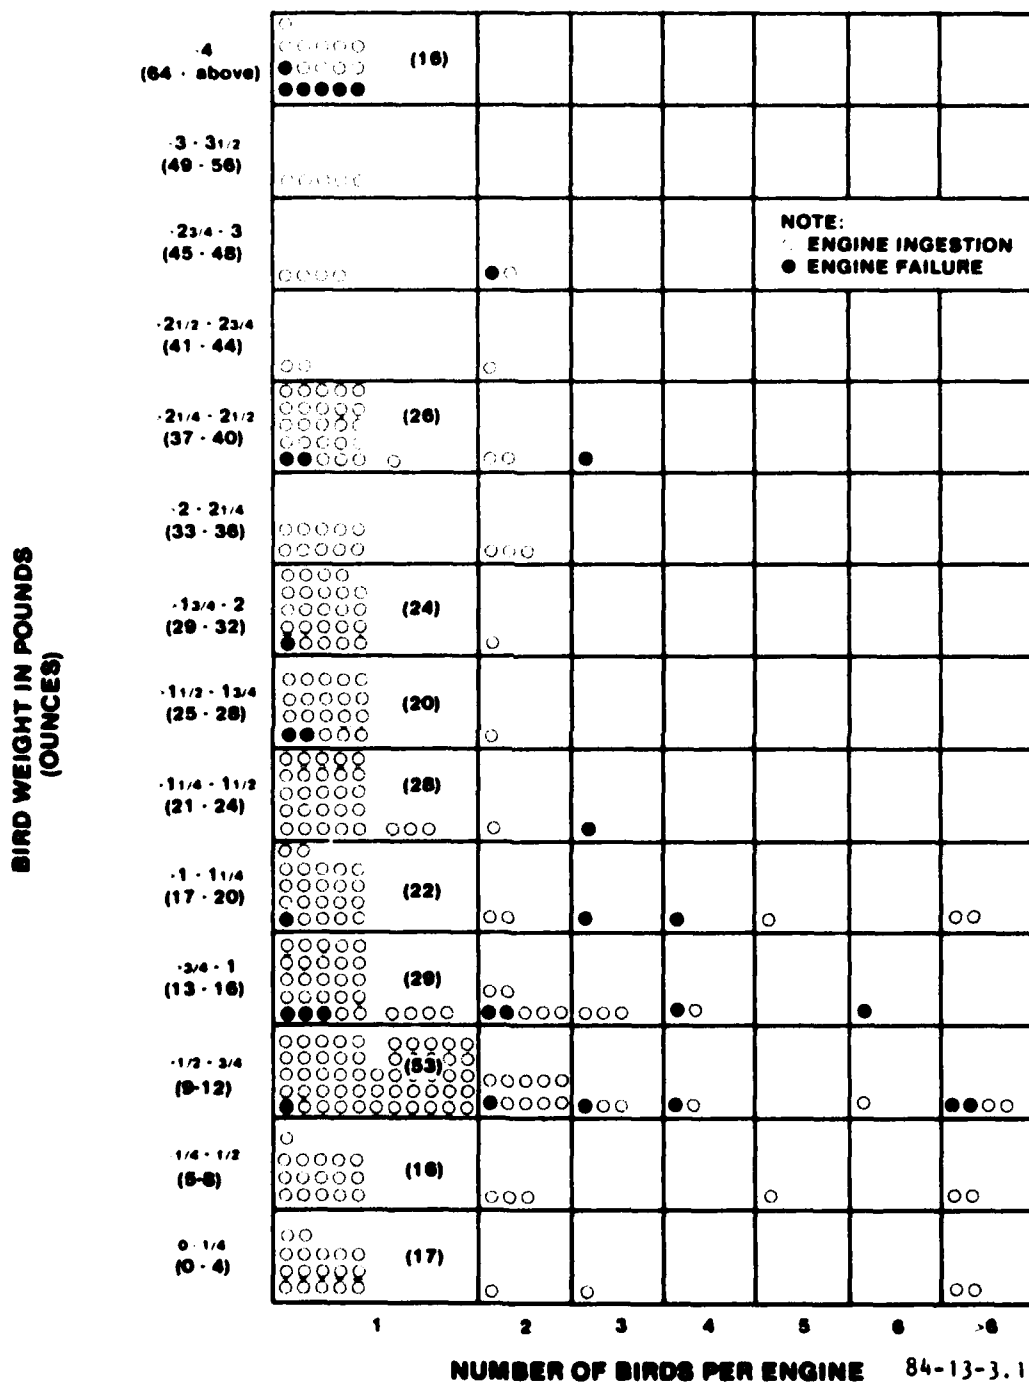 ·4
(64 · above)
(16)
·3 · 3 1/2
(49 · 56)
·2 3/4 · 3
(45 · 48)
NOTE:
○ ENGINE INGESTION
● ENGINE FAILURE
·2 1/2 · 2 3/4
(41 · 44)
·2 1/4 · 2 1/2
(37 · 40)
(26)
·2 · 2 1/4
(33 · 36)
·1 3/4 · 2
(29 · 32)
(24)
·1 1/2 · 1 3/4
(25 · 28)
(20)
·1 1/4 · 1 1/2
(21 · 24)
(28)
·1 · 1 1/4
(17 · 20)
(22)
·3/4 · 1
(13 · 16)
(29)
·1/2 · 3/4
(9-12)
(53)
1/4 · 1/2
(5-8)
(16)
0 · 1/4
(0 · 4)
(17)
BIRD WEIGHT IN POUNDS
(OUNCES)
1 2 3 4 5 6 >6
NUMBER OF BIRDS PER ENGINE
84-13-3.1